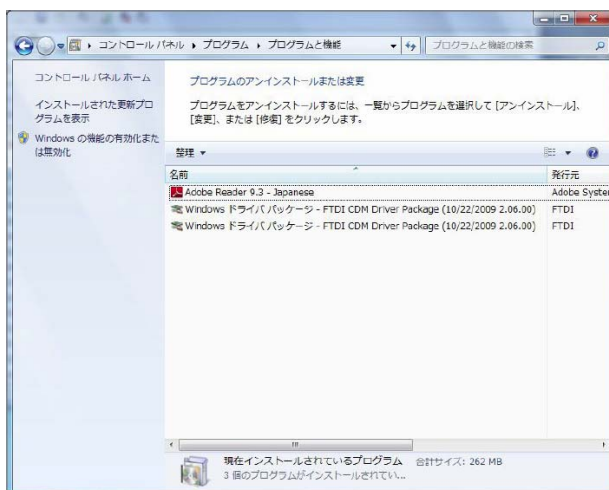 コントロール パネル ▸ プログラム ▸ プログラムと機能
プログラムと機能の検索
コントロール パネル ホーム
インストールされた更新プロ
グラムを表示
Windows の機能の有効化また
は無効化
プログラムのアンインストールまたは変更
プログラムをアンインストールするには、一覧からプログラムを選択して [アンインストール]、
[変更]、または [修復] をクリックします。
整理 ▼
名前
発行元
Adobe Reader 9.3 - Japanese
Adobe System
Windows ドライバ パッケージ - FTDI CDM Driver Package (10/22/2009 2.06.00)
FTDI
Windows ドライバ パッケージ - FTDI CDM Driver Package (10/22/2009 2.06.00)
FTDI
現在インストールされているプログラム 合計サイズ: 262 MB
3 個のプログラムがインストールされてい...